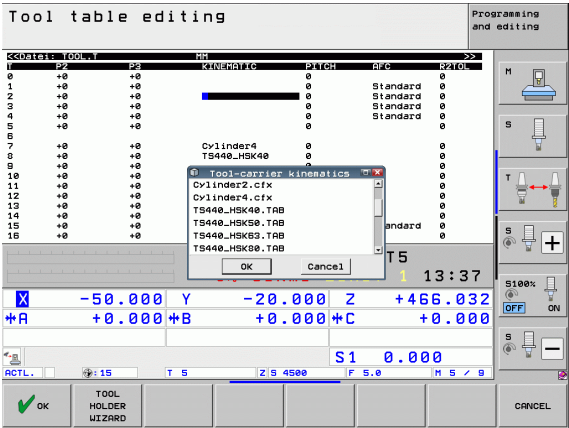 Tool table editing
Programming
and editing
<<Datei: TOOL.T MM >>
T P2 P3 KINEMATIC PITCH AFC R2TOL
0 +0 +0 0 0
1 +0 +0 0 Standard 0
2 +0 +0 0 Standard 0
3 +0 +0 0 Standard 0
4 +0 +0 0 Standard 0
5 +0 +0 0 0
6
7 +0 +0 Cylinder4 0 0
8 +0 +0 TS440_HSK40 0 0
9 +0 +0 0 0
10 +0 +0 0
11 +0 +0 0
12 +0 +0 0
13 +0 +0 0
14 +0 +0 0
15 +0 +0 andard 0
16 +0 +0 0
Tool-carrier kinematics
Cylinder2.cfx
Cylinder4.cfx
TS440_HSK40.TAB
TS440_HSK50.TAB
TS440_HSK63.TAB
TS440_HSK80.TAB
OK Cancel
T5
1 13:37
X -50.000 Y -20.000 Z +466.032
+A +0.000 +B +0.000 +C +0.000
S1 0.000
ACTL. :15 T 5 Z S 4500 F 5.0 M 5 / 9
OK
TOOL
HOLDER
WIZARD
CANCEL
M
S
T
S
+
S100%
OFF ON
S
-